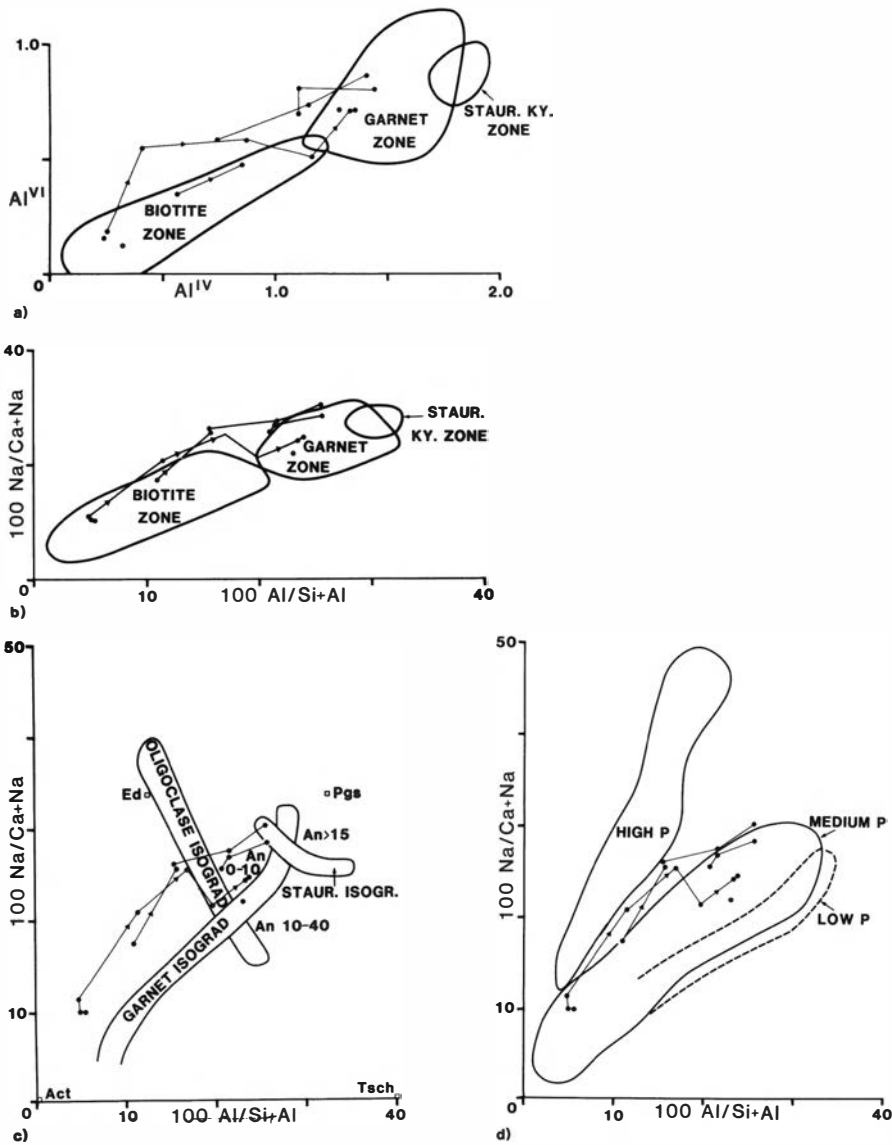 1.0
Al^VI
BIOTITE
ZONE
GARNET
ZONE
STAUR. KY.
ZONE
0
Al^IV
1.0
2.0
a)
40
100 Na/Ca+Na
BIOTITE
ZONE
GARNET
ZONE
STAUR.
KY. ZONE
0
10
100 Al/Si+Al
40
b)
50
100 Na/Ca+Na
10
OLIGOCLASE ISOGRAD
Ed
Pgs
An>15
An
0-10
STAUR. ISOGR.
An 10-40
GARNET ISOGRAD
Act
Tsch
0
10
100 Al/Si+Al
40
c)
50
100 Na/Ca+Na
10
HIGH P
MEDIUM P
LOW P
0
10
100 Al/Si+Al
40
d)